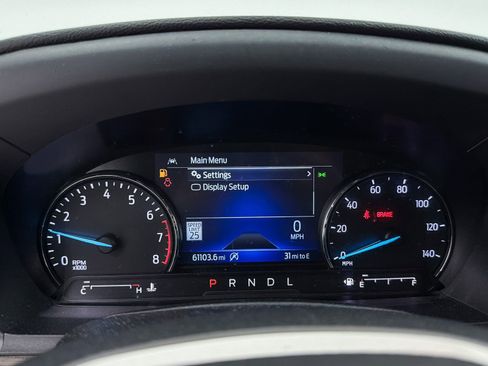 Main Menu
Settings
Display Setup
SPEED
LIMIT
25
0
MPH
61103.6 mi
31 mi to E
1 2 3 4 5 6 7 8
RPM
x1000
C H
P R N D L
0 20 40 60 80 100 120 140
MPH
BRAKE
E F